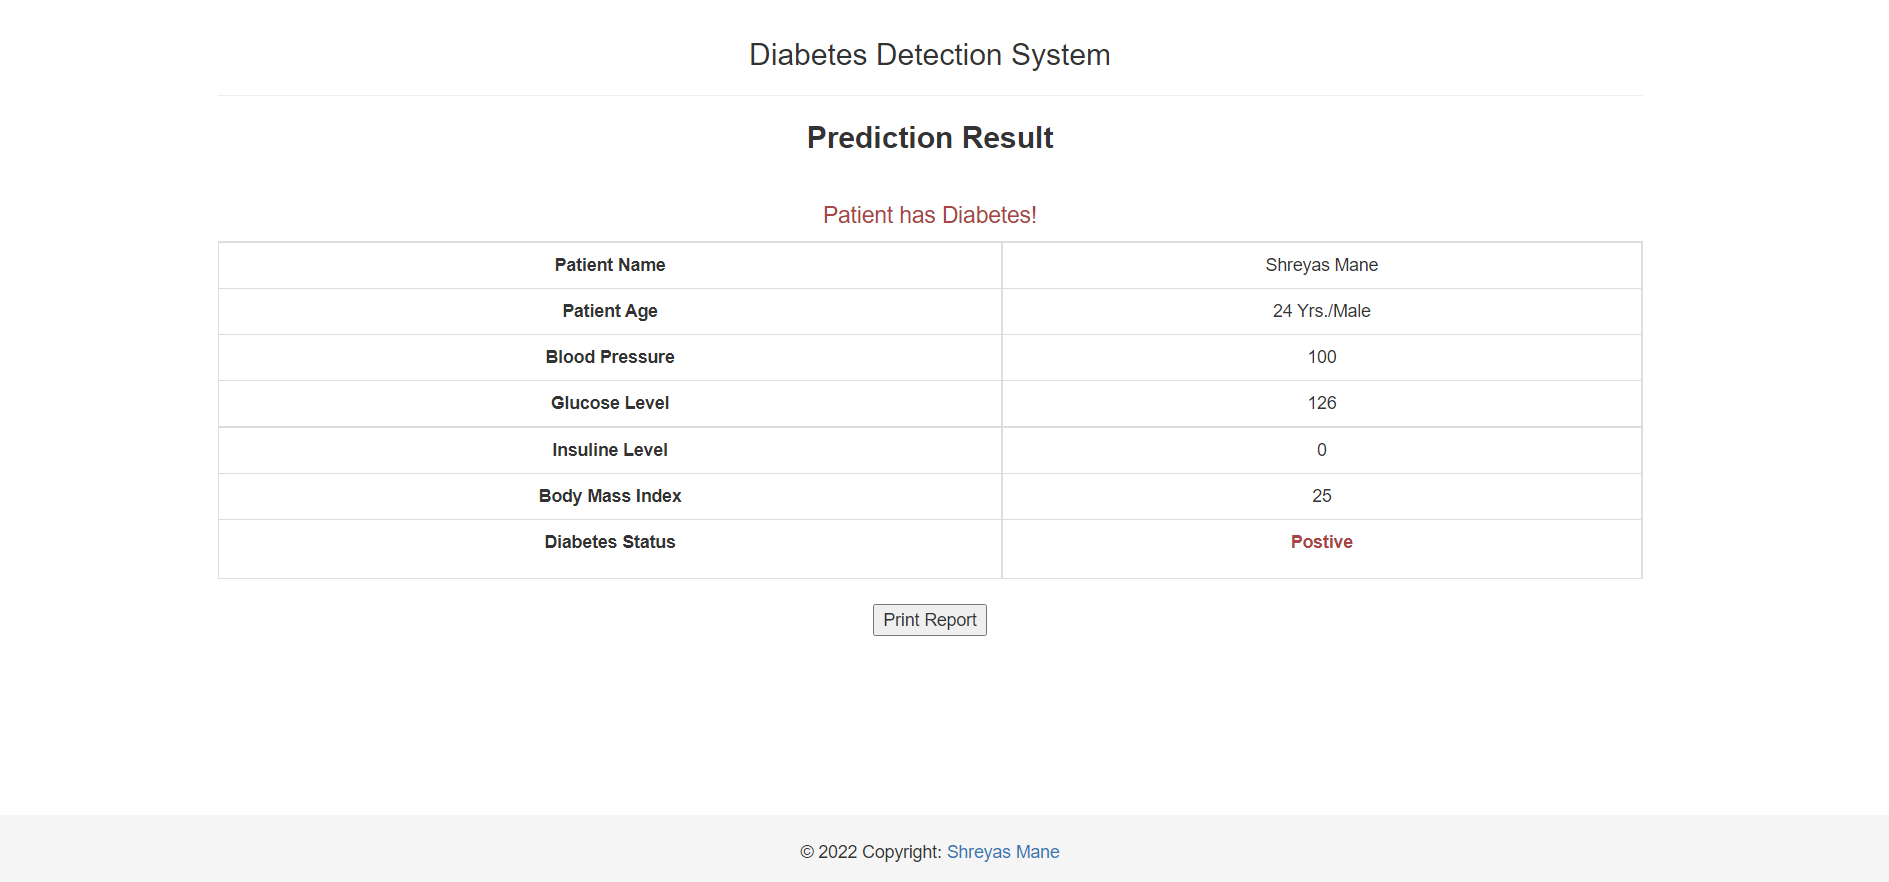 Diabetes Detection System
Prediction Result
Patient has Diabetes!
Patient Name Shreyas Mane
Patient Age 24 Yrs./Male
Blood Pressure 100
Glucose Level 126
Insuline Level 0
Body Mass Index 25
Diabetes Status Postive
Print Report
© 2022 Copyright: Shreyas Mane